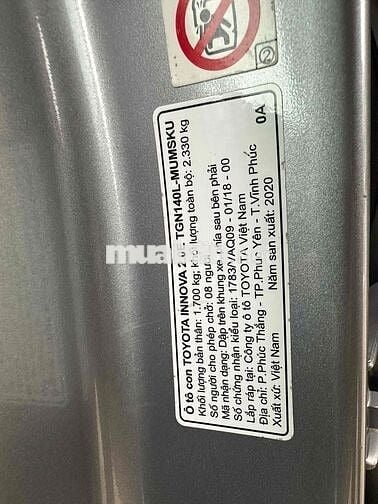 Ô tô con TOYOTA INNOVA TGN140L-MUMSKU
Khối lượng bản thân: 1.700 kg; Khối lượng toàn bộ: 2.330 kg
Số người cho phép chở: 08 người
Mã nhận dạng: Dập trên khung xe phía sau bên phải
Số chứng nhận kiểu loại: 1783/VAQ09 - 01/18 - 00
Lắp ráp tại: Công ty ô tô TOYOTA Việt Nam
Địa chỉ: P.Phúc Thắng - TP.Phúc Yên - T.Vĩnh Phúc
Xuất xứ: Việt Nam Năm sản xuất: 2020 0A